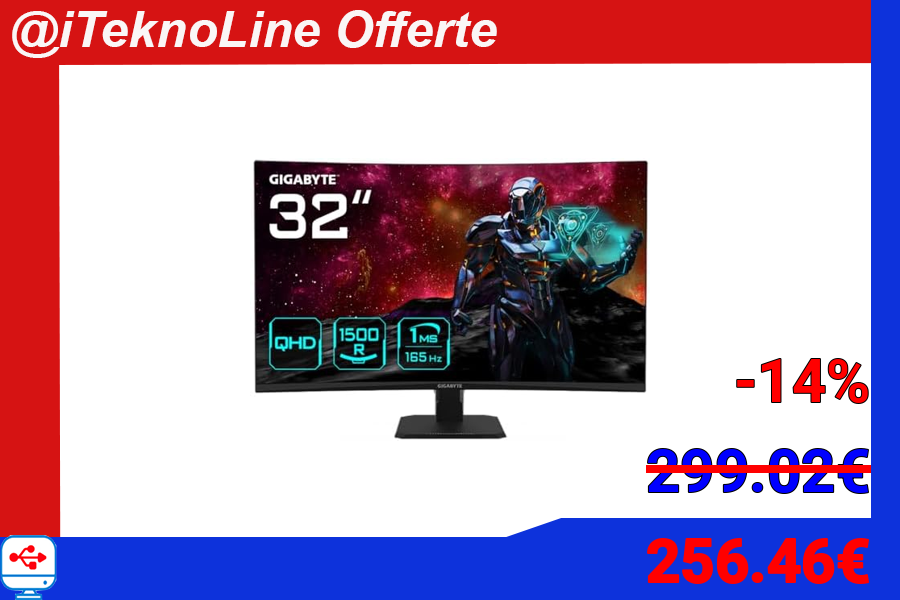 @iTeknoLine Offerte
GIGABYTE
32"
QHD
1500
R
1MS
165 Hz
GIGABYTE
-14%
299.02€
256.46€